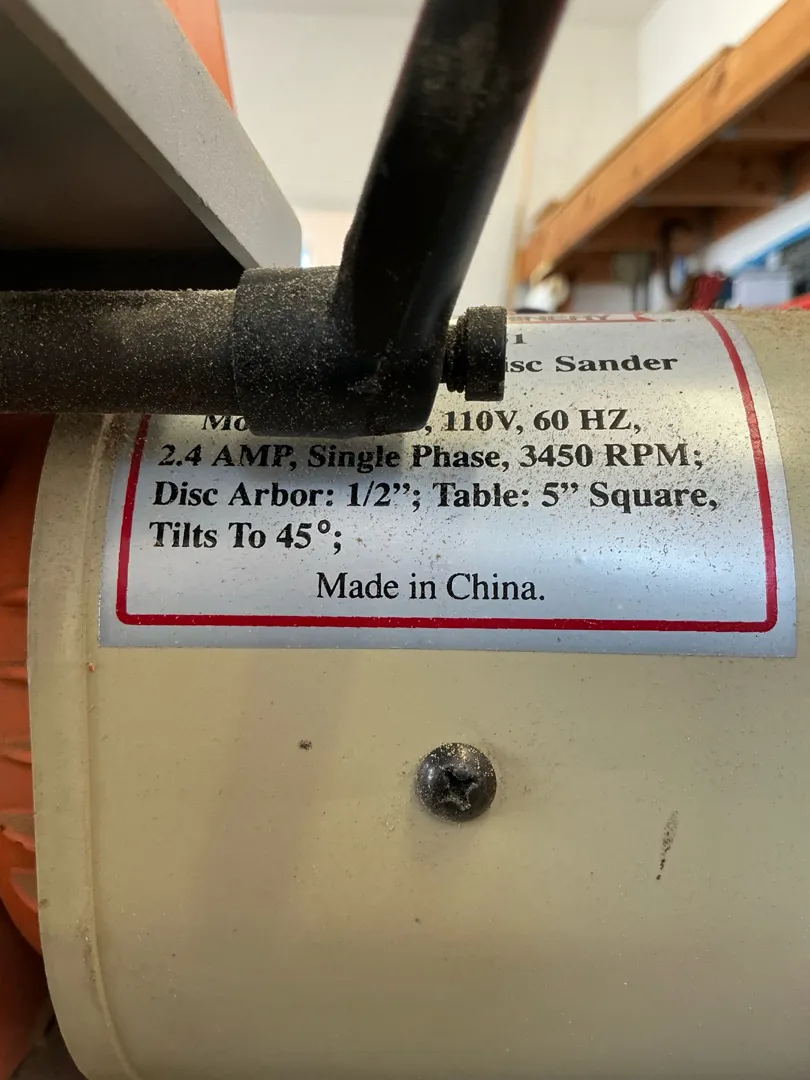 Sander
110V, 60 HZ,
2.4 AMP, Single Phase, 3450 RPM;
Disc Arbor: 1/2”; Table: 5” Square,
Tilts To 45°;
Made in China.